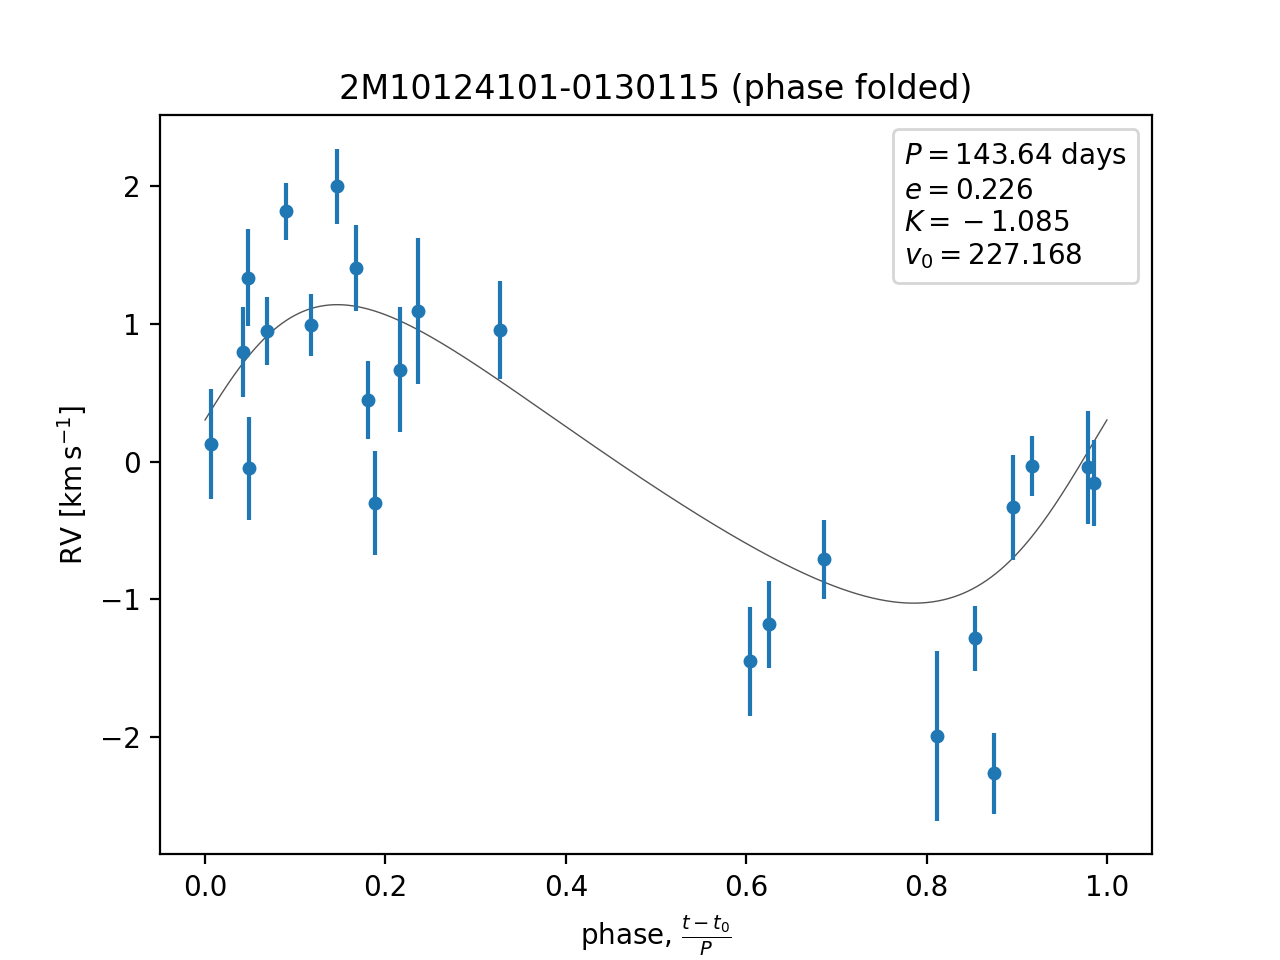 2M10124101-0130115 (phase folded)
P = 143.64 days
e = 0.226
K = −1.085
v₀ = 227.168
RV [km s⁻¹]
2
1
0
−1
−2
0.0 0.2 0.4 0.6 0.8 1.0
phase, (t − t₀)/P